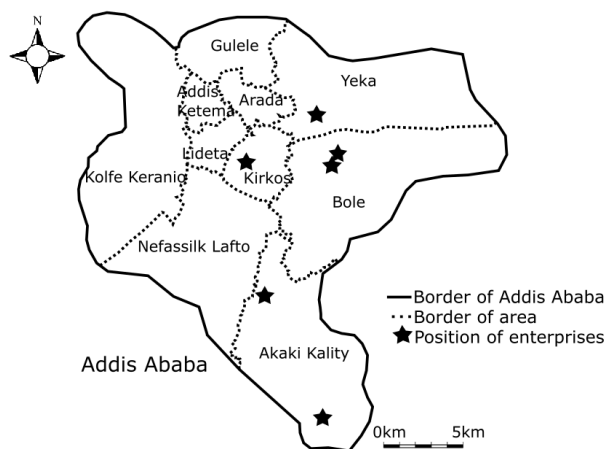 N
Gulele
Yeka
Addis
Ketema
Arada
Lideta
Kirkos
Kolfe Keranio
Bole
Nefassilk Lafto
Border of Addis Ababa
Border of area
Position of enterprises
Akaki Kality
Addis Ababa
0km 5km